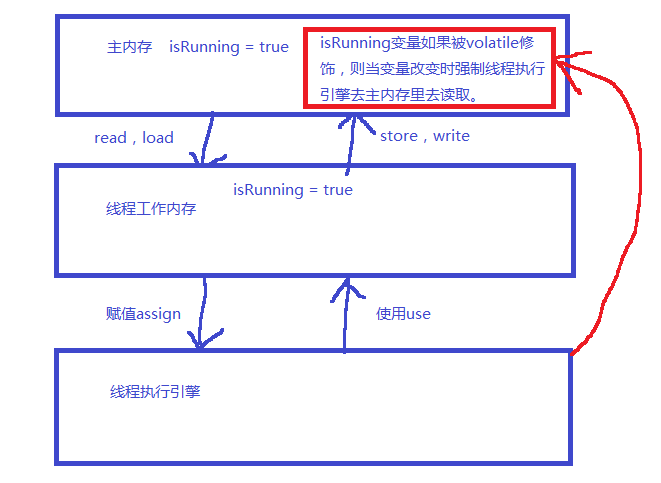 主内存 isRunning = true
isRunning变量如果被volatile修
饰，则当变量改变时强制线程执行
引擎去主内存里去读取。
read，load
store，write
isRunning = true
线程工作内存
赋值assign
使用use
线程执行引擎